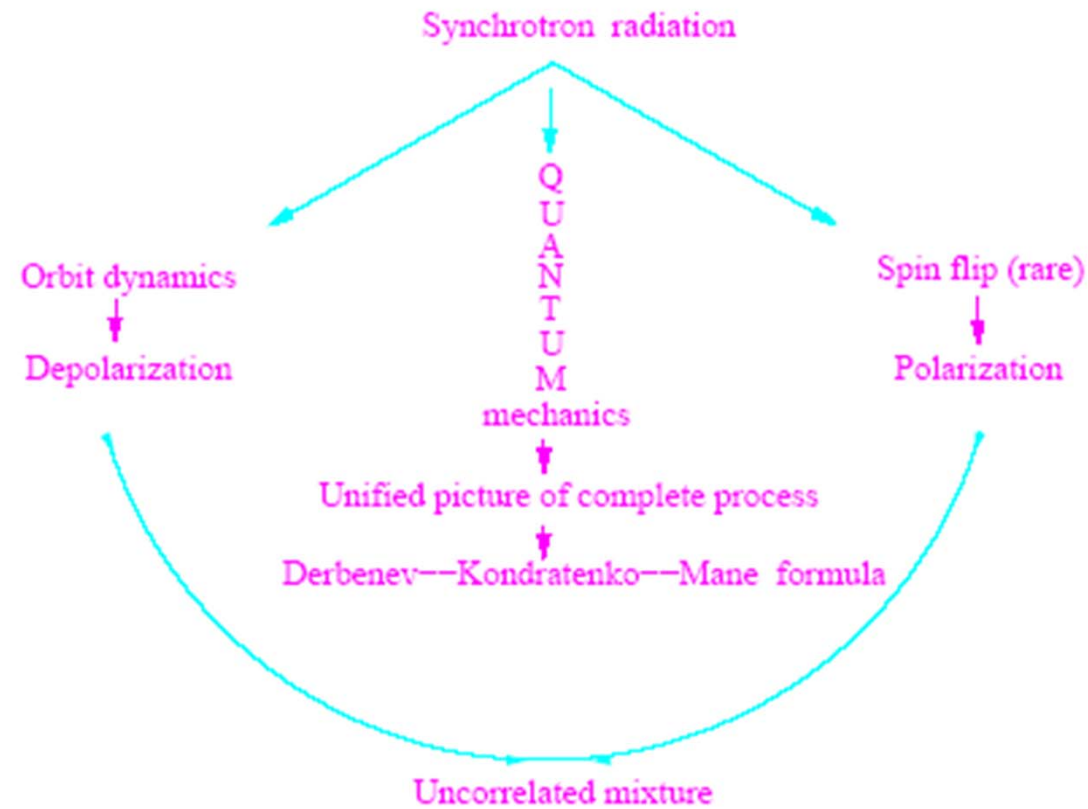 Synchrotron radiation
Orbit dynamics
Depolarization
QUANTUM
mechanics
Unified picture of complete process
Derbenev--Kondratenko--Mane formula
Spin flip (rare)
Polarization
Uncorrelated mixture